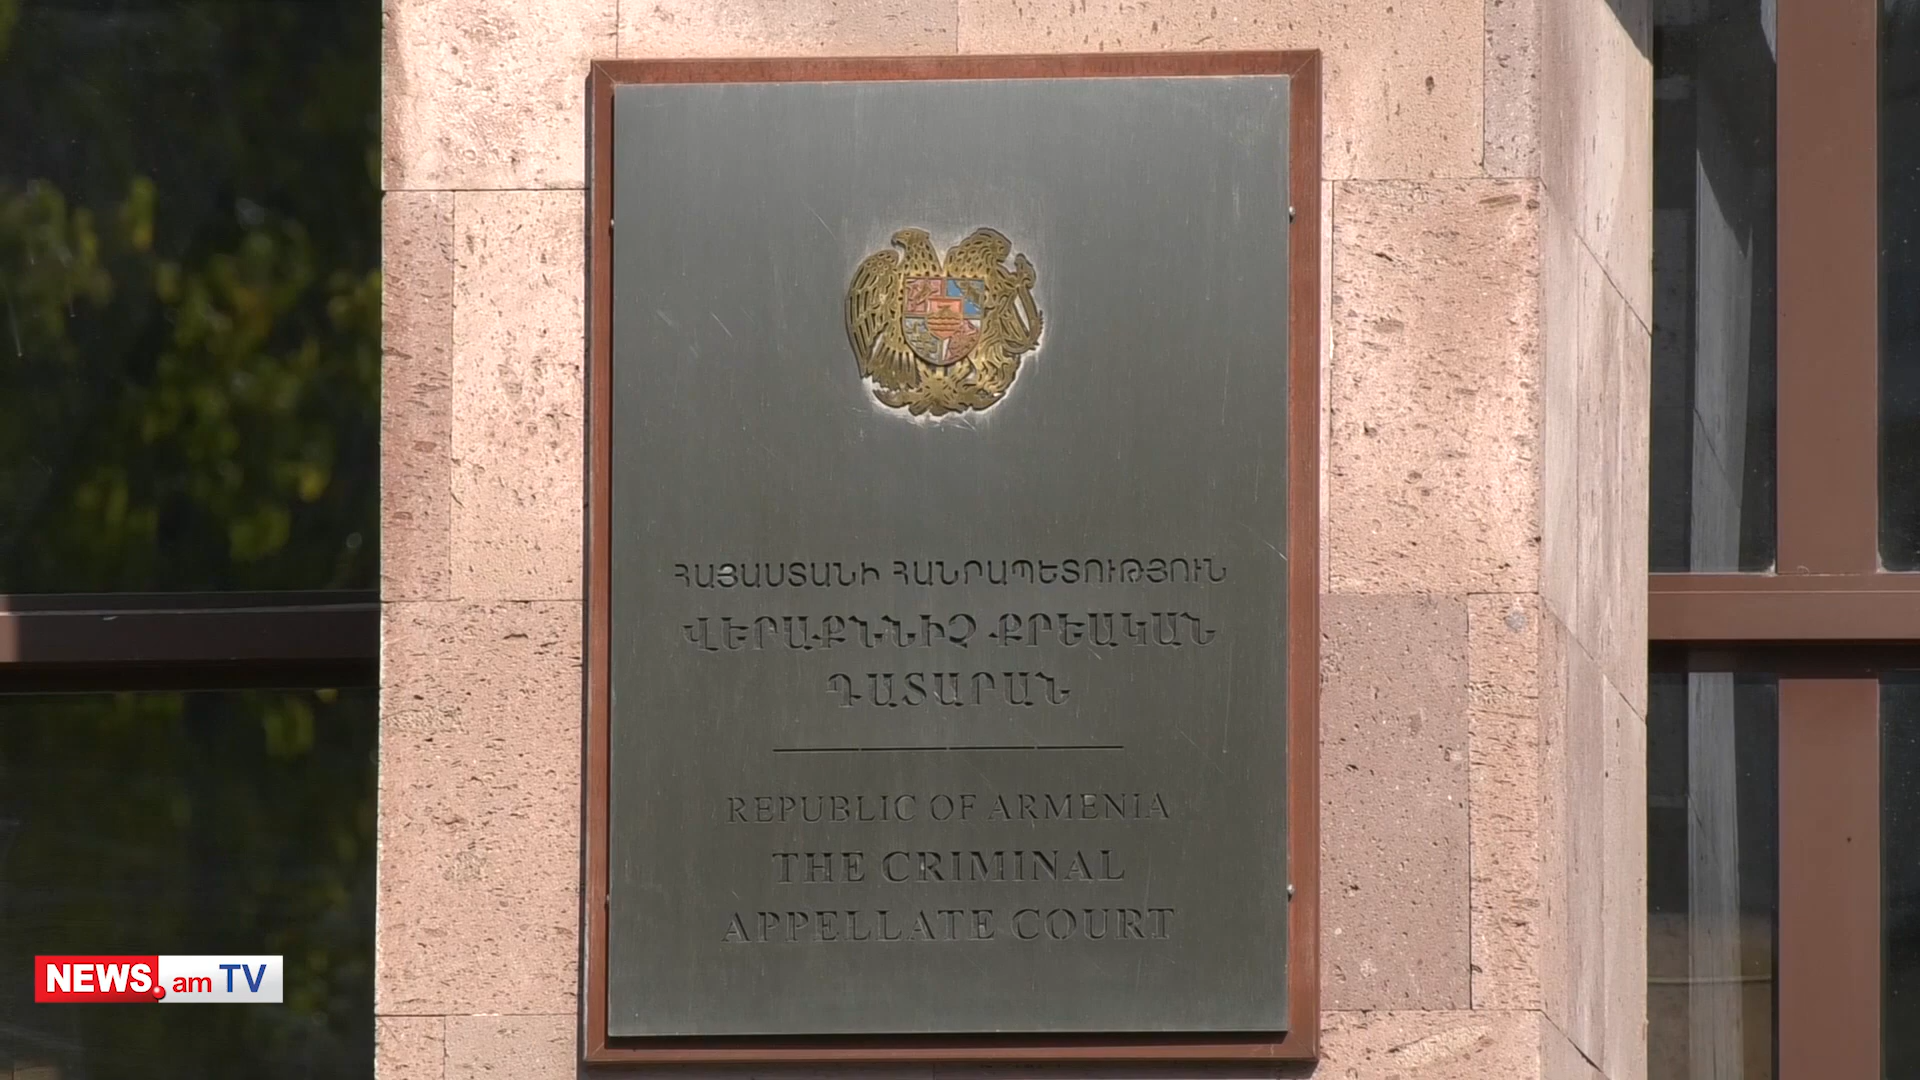 ՀԱՅԱՍՏԱՆԻ ՀԱՆՐԱՊԵՏՈՒԹՅՈՒՆ
ՎԵՐԱՔՆՆԻՉ ՔՐԵԱԿԱՆ
ԴԱՏԱՐԱՆ
REPUBLIC OF ARMENIA
THE CRIMINAL
APPELLATE COURT
NEWS.am TV